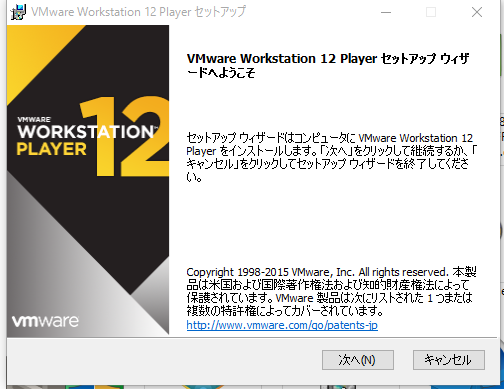 VMware Workstation 12 Player セットアップ
VMWARE
WORKSTATION
PLAYER
12
vmware
VMware Workstation 12 Player セットアップ ウィザ
ードへようこそ
セットアップ ウィザードはコンピュータに VMware Workstation 12
Player をインストールします。「次へ」をクリックして継続するか、「
キャンセル」をクリックしてセットアップ ウィザードを終了してくださ
い。
Copyright 1998-2015 VMware, Inc. All rights reserved. 本製
品は米国および国際著作権法および知的財産権法によって
保護されています。VMware 製品は次にリストされた 1 つまたは
複数の特許権によってカバーされています。
http://www.vmware.com/go/patents-jp
次へ(N)
キャンセル